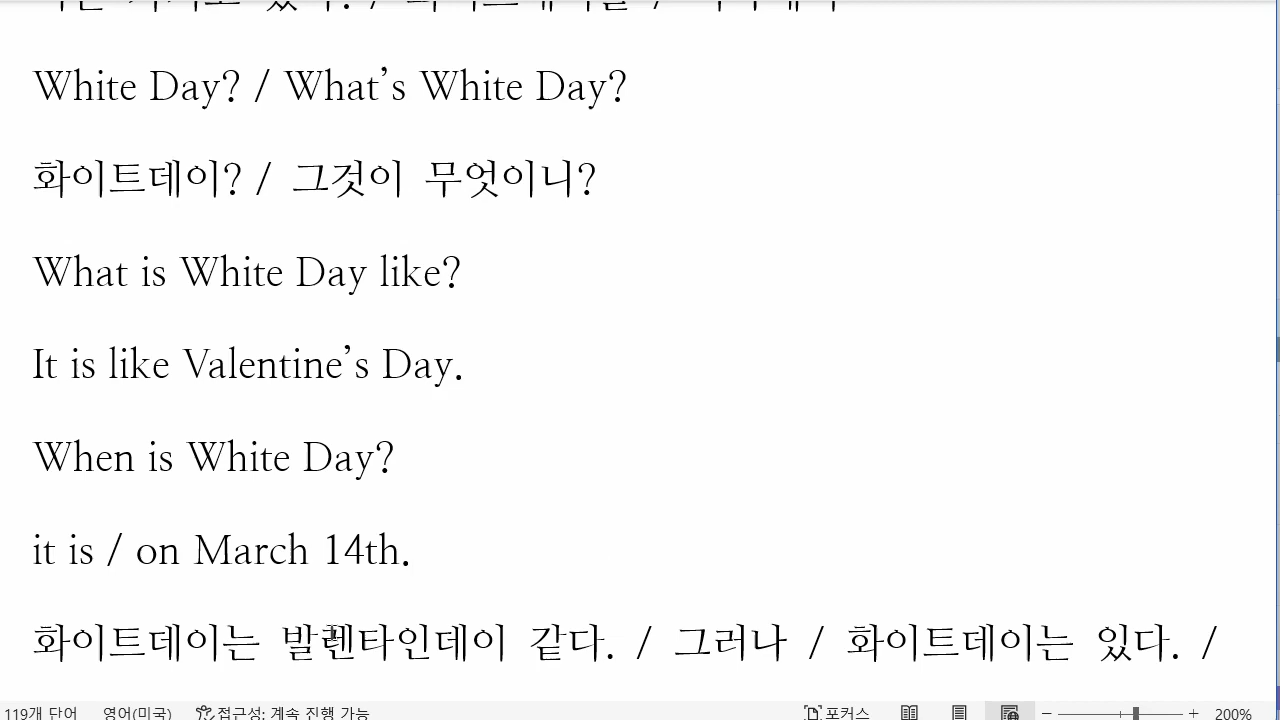 White Day? / What’s White Day?
화이트데이? / 그것이 무엇이니?
What is White Day like?
It is like Valentine’s Day.
When is White Day?
it is / on March 14th.
화이트데이는 발렌타인데이 같다. / 그러나 / 화이트데이는 있다. /
119개 단어 영어(미국) 접근성: 계속 진행 가능 포커스 200%